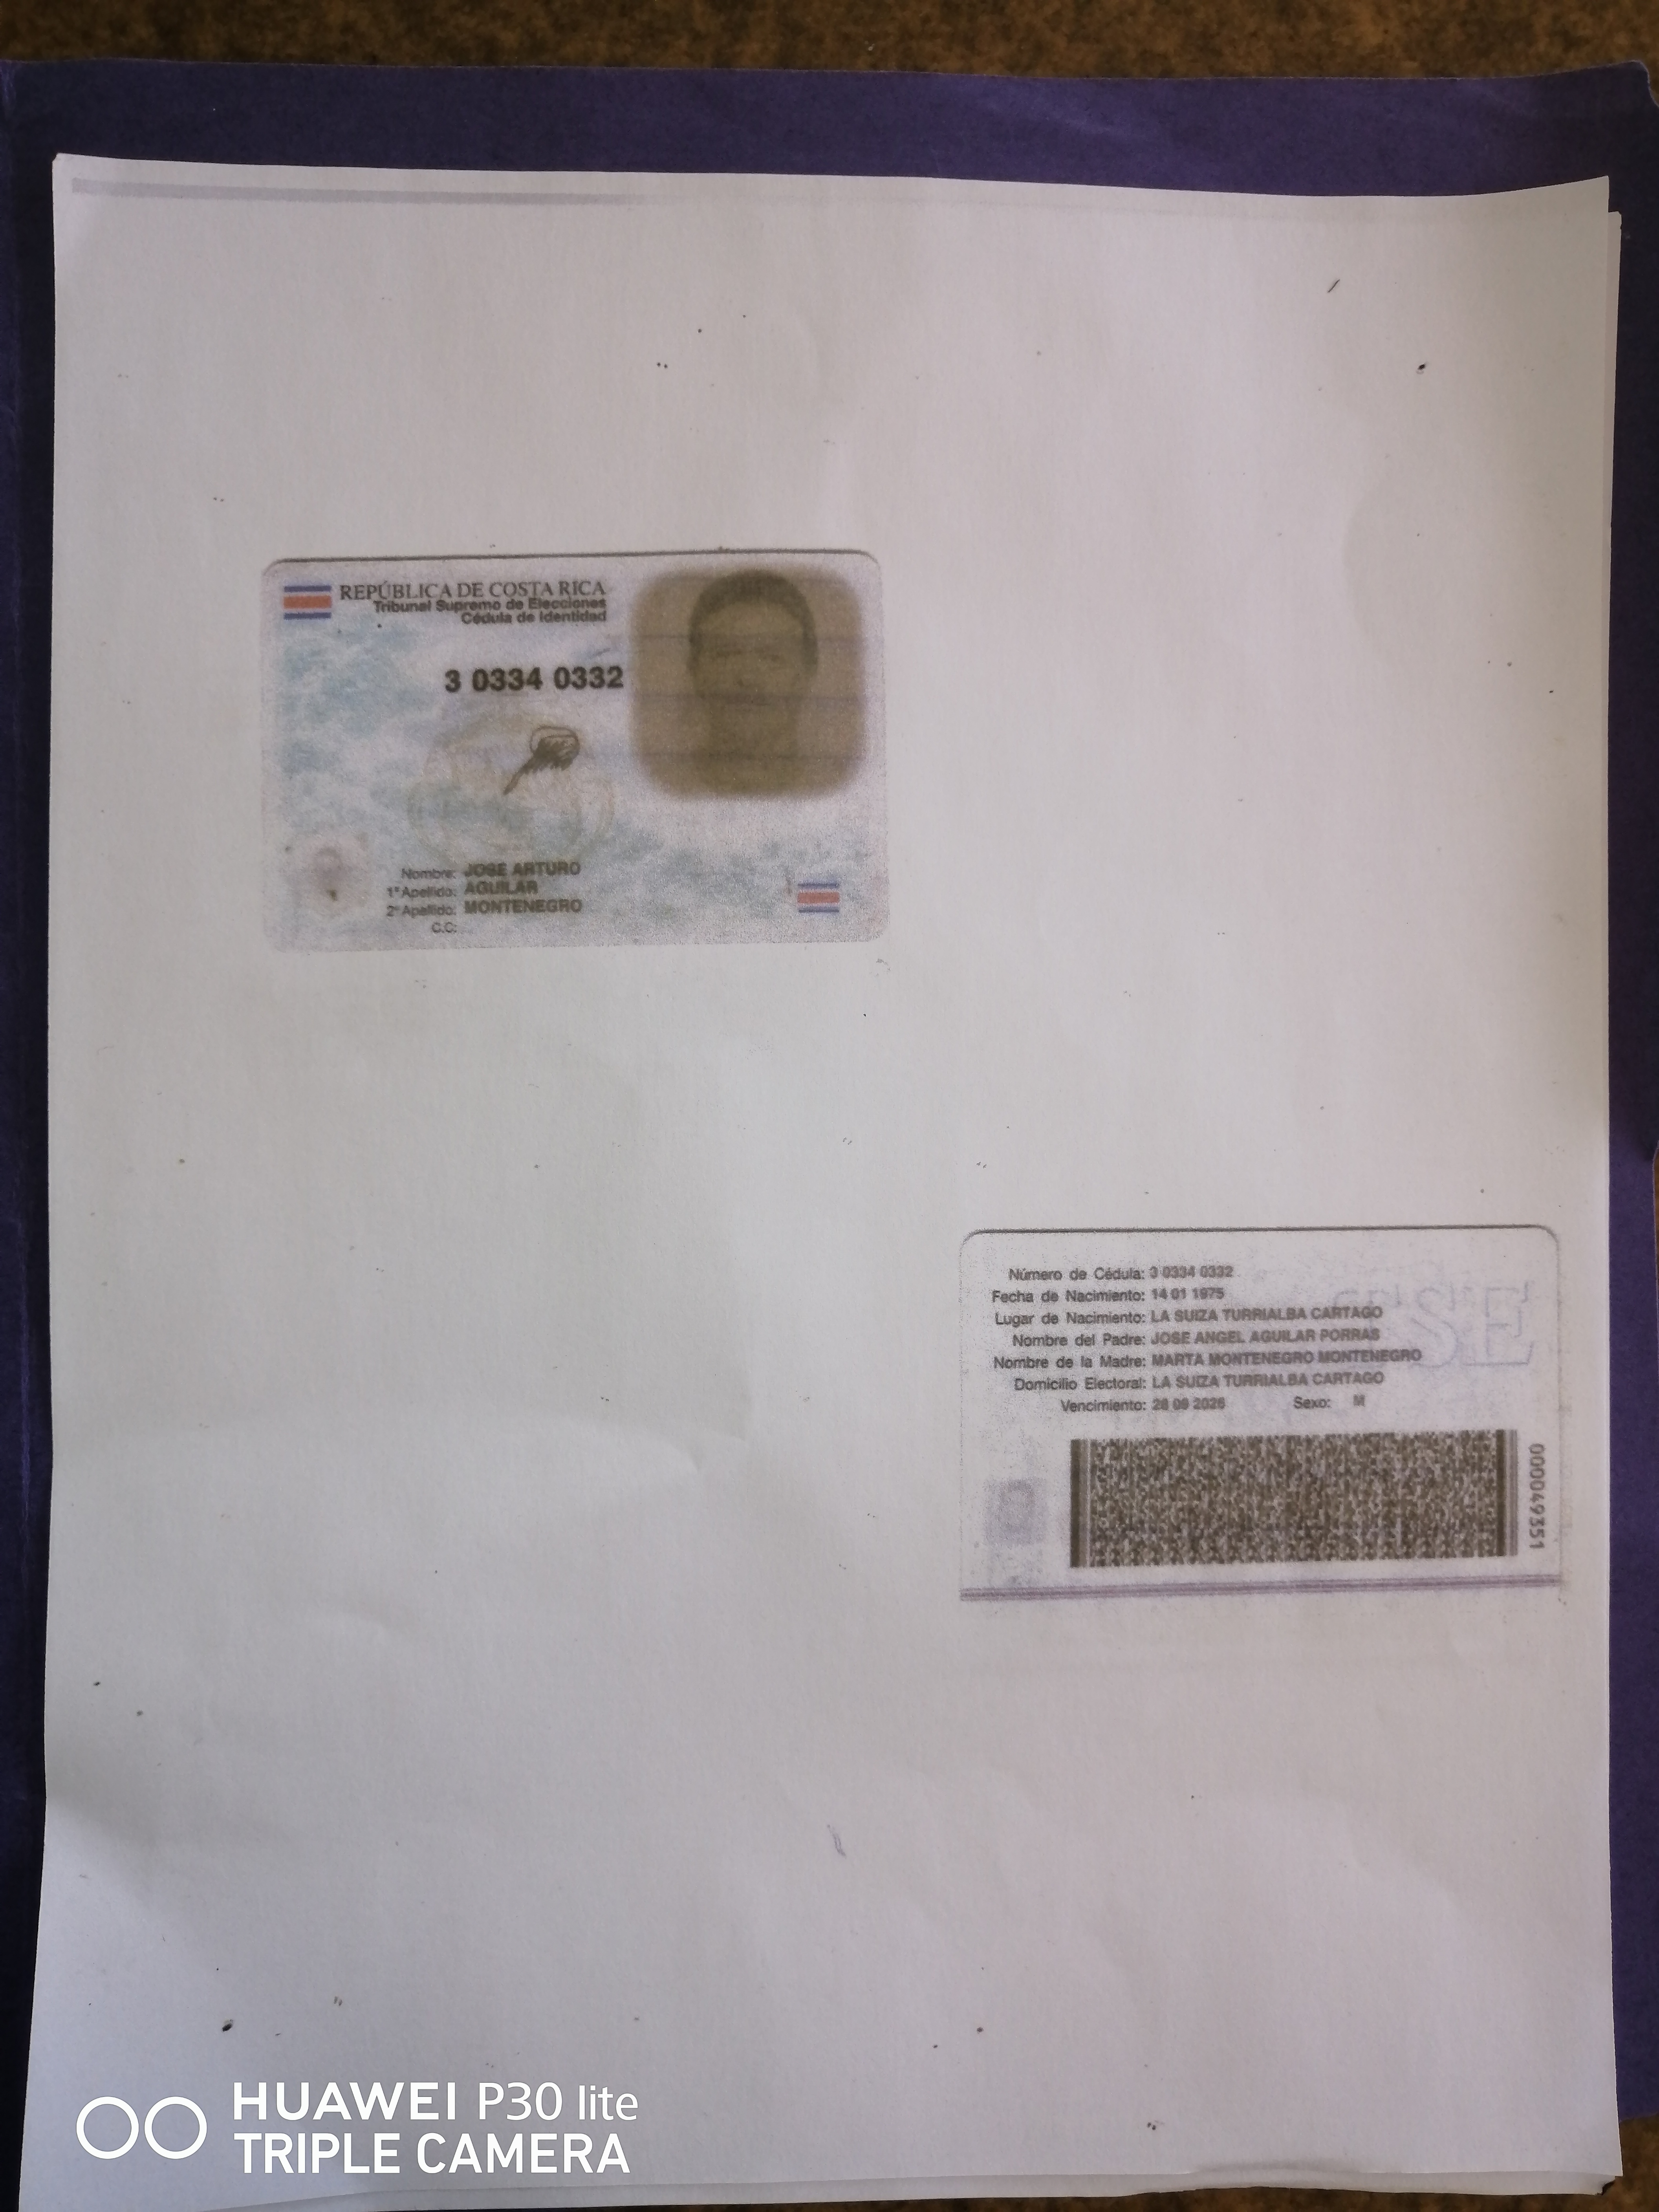 REPÚBLICA DE COSTA RICA
Tribunal Supremo de Elecciones
Cédula de Identidad
3 0334 0332
Nombre: JOSE ARTURO
1° Apellido: AGUILAR
2° Apellido: MONTENEGRO
C.C:
TSE
Número de Cédula: 3 0334 0332
Fecha de Nacimiento: 14 01 1975
Lugar de Nacimiento: LA SUIZA TURRIALBA CARTAGO
Nombre del Padre: JOSE ANGEL AGUILAR PORRAS
Nombre de la Madre: MARTA MONTENEGRO MONTENEGRO
Domicilio Electoral: LA SUIZA TURRIALBA CARTAGO
Vencimiento: 09 Sexo: M
000049351
HUAWEI P30 lite
TRIPLE CAMERA